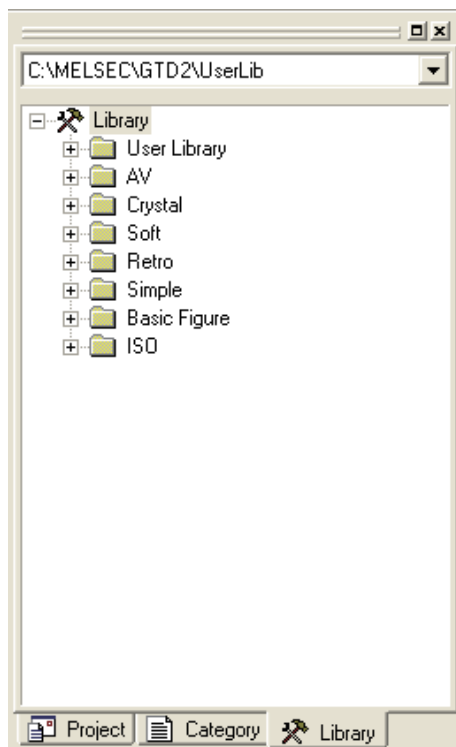 C:\MELSEC\GTD2\UserLib
Library
User Library
AV
Crystal
Soft
Retro
Simple
Basic Figure
ISO
Project Category Library